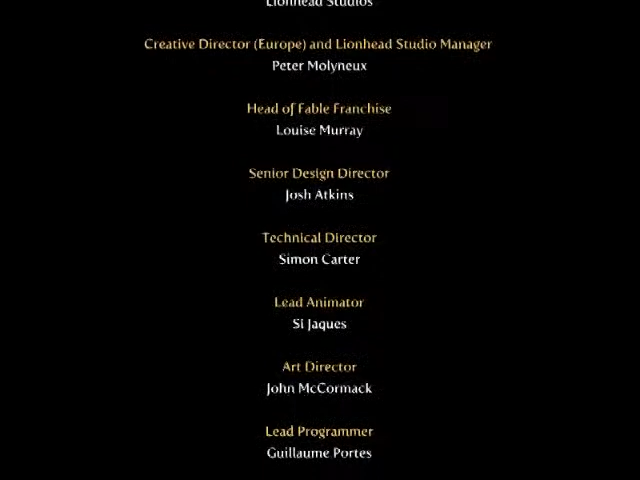 Lionhead Studios
Creative Director (Europe) and Lionhead Studio Manager
Peter Molyneux
Head of Fable Franchise
Louise Murray
Senior Design Director
Josh Atkins
Technical Director
Simon Carter
Lead Animator
Si Jaques
Art Director
John McCormack
Lead Programmer
Guillaume Portes